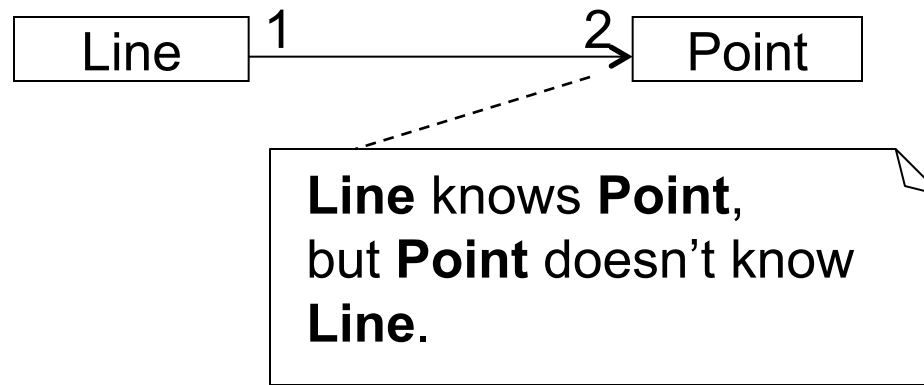 Line 1 2 Point
Line knows Point,
but Point doesn’t know
Line.